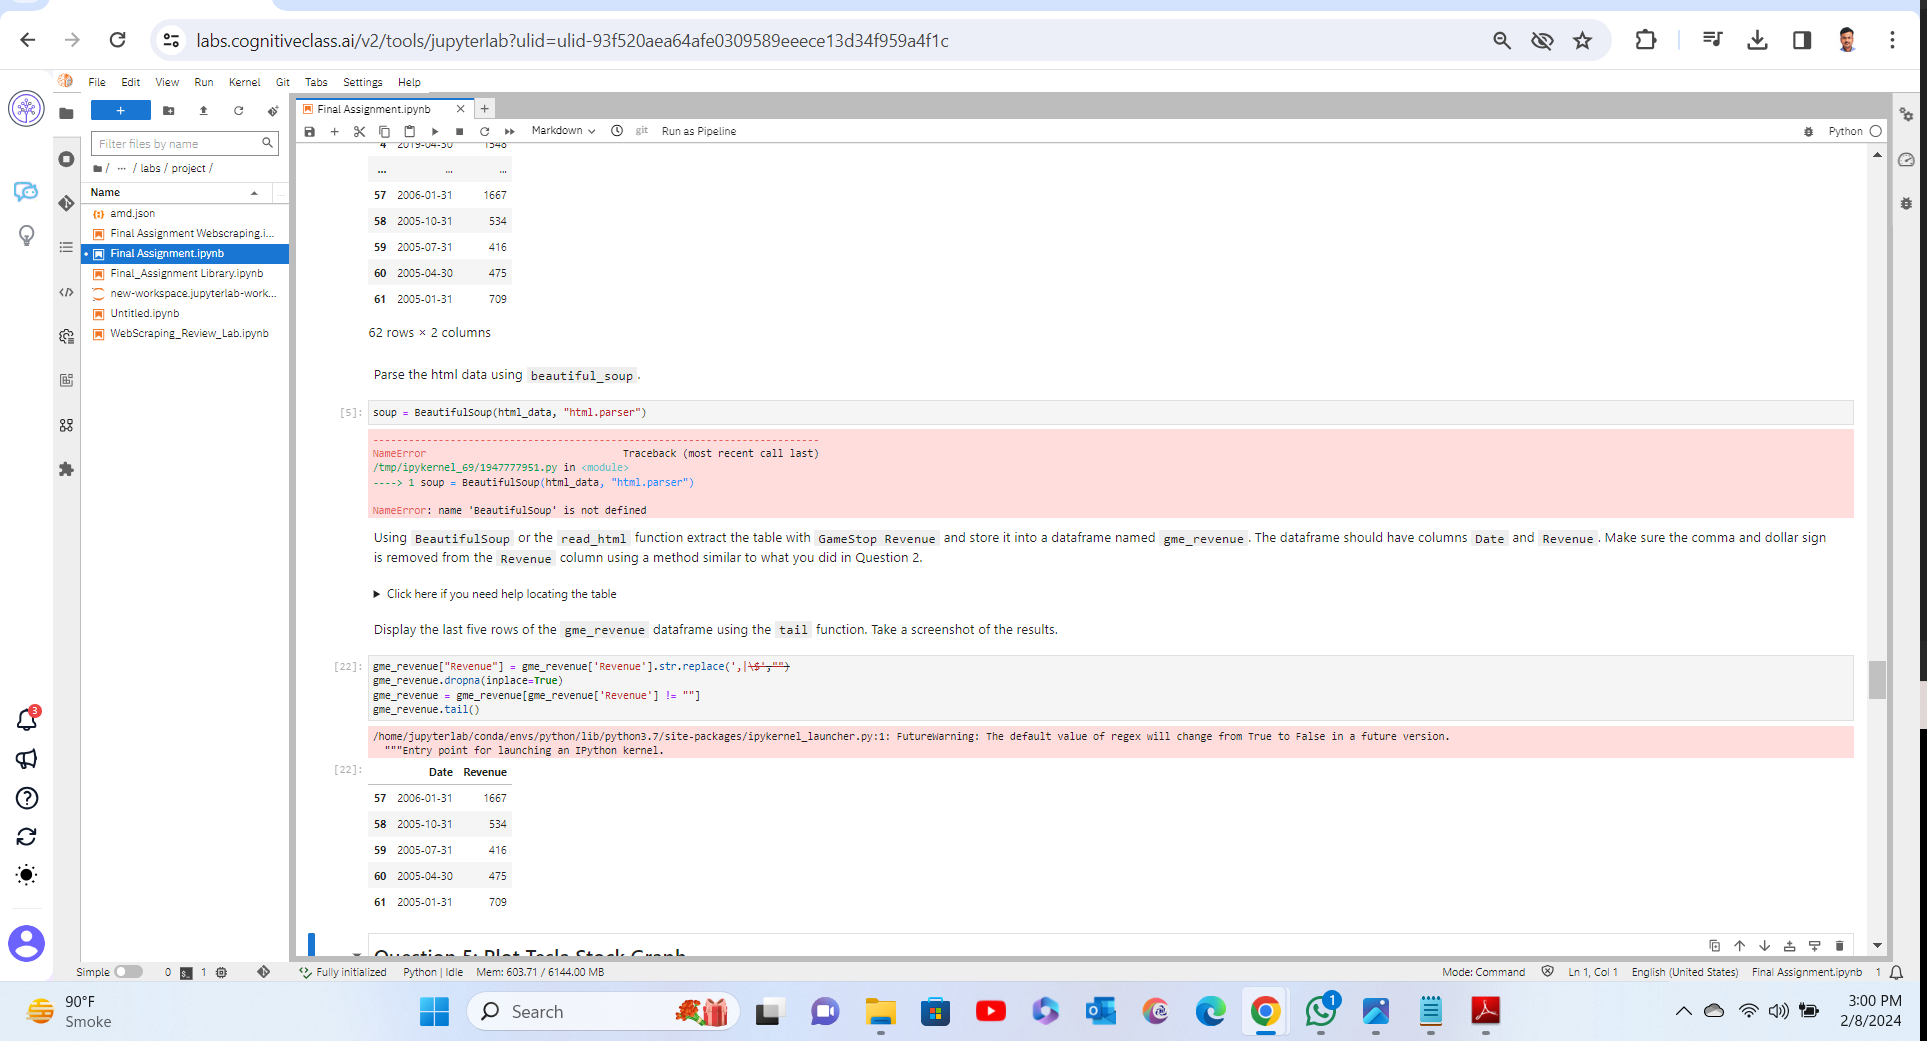 labs.cognitiveclass.ai/v2/tools/jupyterlab?ulid=ulid-93f520aea64afe0309589eeece13d34f959a4f1c
File Edit View Run Kernel Git Tabs Settings Help
+
Final Assignment.ipynb × +
Markdown git Run as Pipeline Python
Filter files by name
/ ... / labs / project /
Name
amd.json
Final Assignment Webscraping.i...
Final Assignment.ipynb
Final_Assignment Library.ipynb
new-workspace.jupyterlab-work...
Untitled.ipynb
WebScraping_Review_Lab.ipynb
4 2019-04-30 1548
... ... ...
57 2006-01-31 1667
58 2005-10-31 534
59 2005-07-31 416
60 2005-04-30 475
61 2005-01-31 709
62 rows × 2 columns
Parse the html data using beautiful_soup.
[5]: soup = BeautifulSoup(html_data, "html.parser")
---------------------------------------------------------------------------
NameError Traceback (most recent call last)
/tmp/ipykernel_69/1947777951.py in <module>
----> 1 soup = BeautifulSoup(html_data, "html.parser")
NameError: name 'BeautifulSoup' is not defined
Using BeautifulSoup or the read_html function extract the table with GameStop Revenue and store it into a dataframe named gme_revenue. The dataframe should have columns Date and Revenue. Make sure the comma and dollar sign
is removed from the Revenue column using a method similar to what you did in Question 2.
Click here if you need help locating the table
Display the last five rows of the gme_revenue dataframe using the tail function. Take a screenshot of the results.
[22]: gme_revenue["Revenue"] = gme_revenue['Revenue'].str.replace(',|\$',"")
gme_revenue.dropna(inplace=True)
gme_revenue = gme_revenue[gme_revenue['Revenue'] != ""]
gme_revenue.tail()
/home/jupyterlab/conda/envs/python/lib/python3.7/site-packages/ipykernel_launcher.py:1: FutureWarning: The default value of regex will change from True to False in a future version.
"""Entry point for launching an IPython kernel.
[22]:
Date Revenue
57 2006-01-31 1667
58 2005-10-31 534
59 2005-07-31 416
60 2005-04-30 475
61 2005-01-31 709
Question 5: Plot Tesla Stock Graph
3
Simple 0 1 Fully initialized Python | Idle Mem: 603.71 / 6144.00 MB Mode: Command Ln 1, Col 1 English (United States) Final Assignment.ipynb 1
90°F
Smoke
Search
1
3:00 PM
2/8/2024